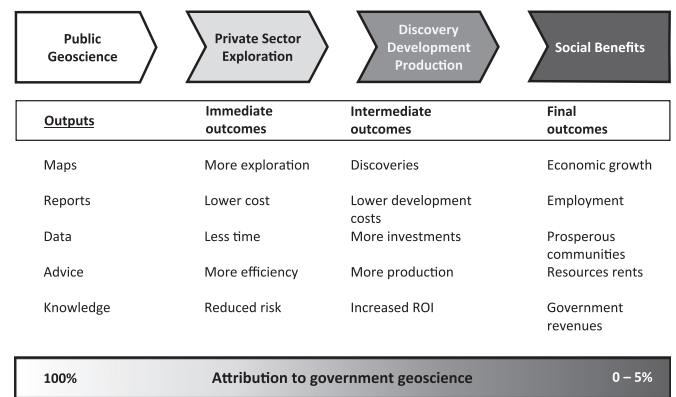 Public
Geoscience
Private Sector
Exploration
Discovery
Development
Production
Social Benefits
Outputs
Immediate
outcomes
Intermediate
outcomes
Final
outcomes
Maps
More exploration
Discoveries
Economic growth
Reports
Lower cost
Lower development
costs
Employment
Data
Less time
More investments
Prosperous
communities
Advice
More efficiency
More production
Resources rents
Knowledge
Reduced risk
Increased ROI
Government
revenues
100%
Attribution to government geoscience
0 – 5%